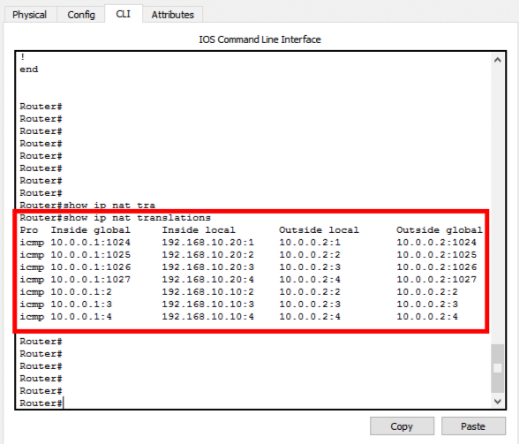 Physical Config CLI Attributes
IOS Command Line Interface
!
end
Router#
Router#
Router#
Router#
Router#
Router#
Router#
Router#
Router#show ip nat tra
Router#show ip nat translations
Pro Inside global Inside local Outside local Outside global
icmp 10.0.0.1:1024 192.168.10.20:1 10.0.0.2:1 10.0.0.2:1024
icmp 10.0.0.1:1025 192.168.10.20:2 10.0.0.2:2 10.0.0.2:1025
icmp 10.0.0.1:1026 192.168.10.20:3 10.0.0.2:3 10.0.0.2:1026
icmp 10.0.0.1:1027 192.168.10.20:4 10.0.0.2:4 10.0.0.2:1027
icmp 10.0.0.1:2 192.168.10.10:2 10.0.0.2:2 10.0.0.2:2
icmp 10.0.0.1:3 192.168.10.10:3 10.0.0.2:3 10.0.0.2:3
icmp 10.0.0.1:4 192.168.10.10:4 10.0.0.2:4 10.0.0.2:4
Router#
Router#
Router#
Router#
Router#
Router#
Copy Paste